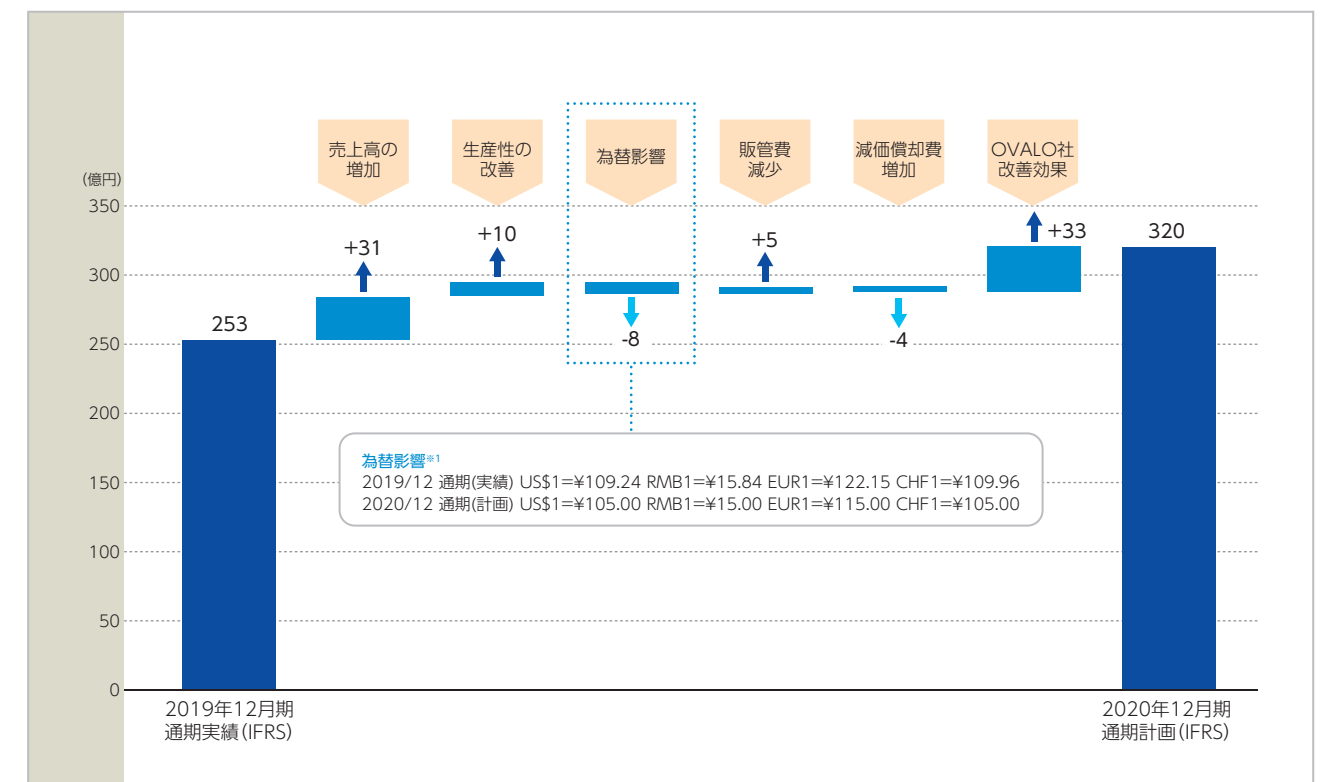 売上高の
増加
生産性の
改善
為替影響
販管費
減少
減価償却費
増加
OVALO社
改善効果
(億円)
350
300
250
200
150
100
50
0
253
+31
+10
-8
+5
-4
+33
320
為替影響※1
2019/12 通期(実績) US$1=¥109.24 RMB1=¥15.84 EUR1=¥122.15 CHF1=¥109.96
2020/12 通期(計画) US$1=¥105.00 RMB1=¥15.00 EUR1=¥115.00 CHF1=¥105.00
2019年12月期
通期実績(IFRS)
2020年12月期
通期計画(IFRS)